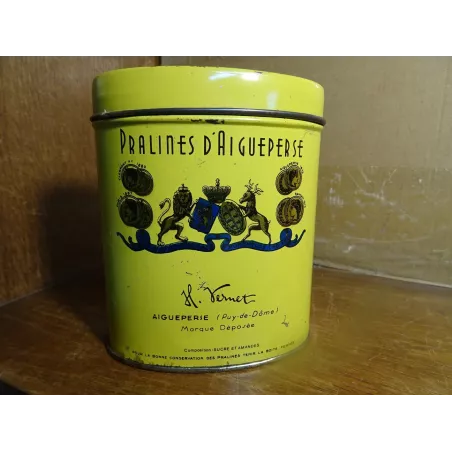 PRALINES D'AIGUEPERSE
H. Vernet
AIGUEPERSE (Puy-de-Dôme)
Marque Déposée
Composition: SUCRE ET AMANDES
POUR LA BONNE CONSERVATION DES PRALINES TENIR LA BOITE FERMÉE